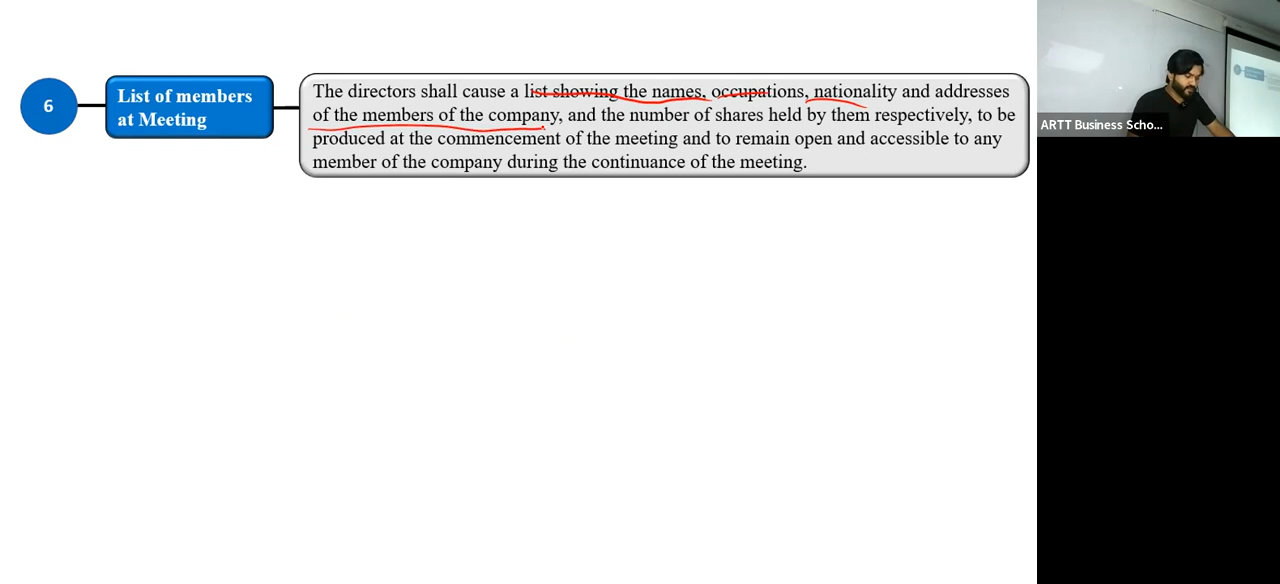 6
List of members
at Meeting
The directors shall cause a list showing the names, occupations, nationality and addresses
of the members of the company, and the number of shares held by them respectively, to be
produced at the commencement of the meeting and to remain open and accessible to any
member of the company during the continuance of the meeting.
ARTT Business Scho...